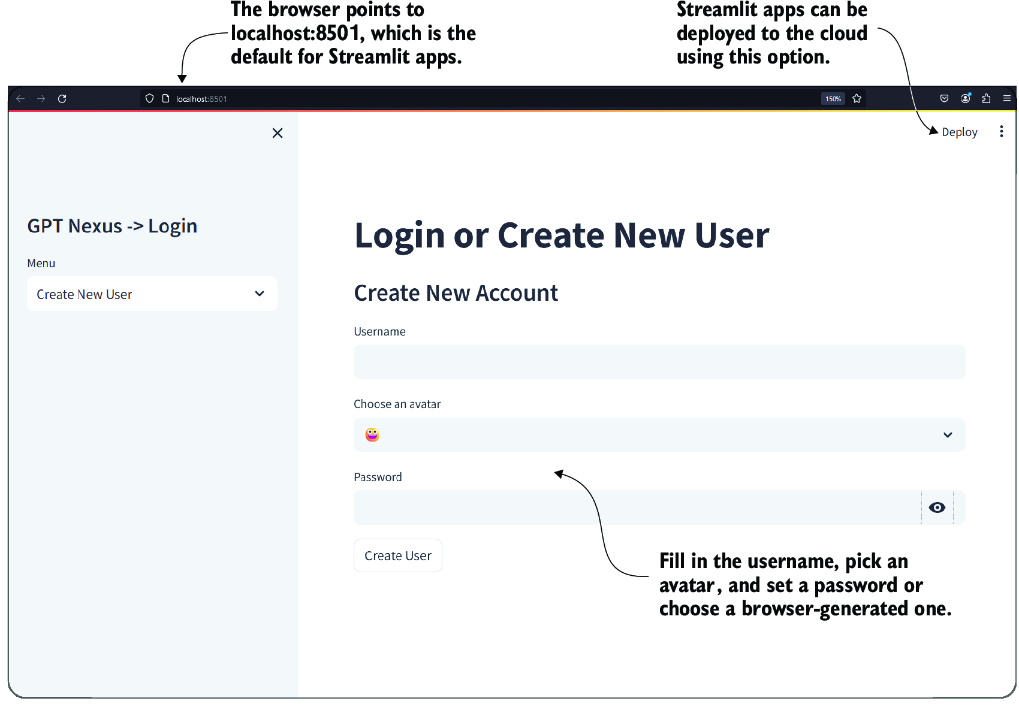 The browser points to
localhost:8501, which is the
default for Streamlit apps.
Streamlit apps can be
deployed to the cloud
using this option.
localhost:8501
150%
Deploy
GPT Nexus -> Login
Menu
Create New User
Login or Create New User
Create New Account
Username
Choose an avatar
Password
Create User
Fill in the username, pick an
avatar, and set a password or
choose a browser-generated one.